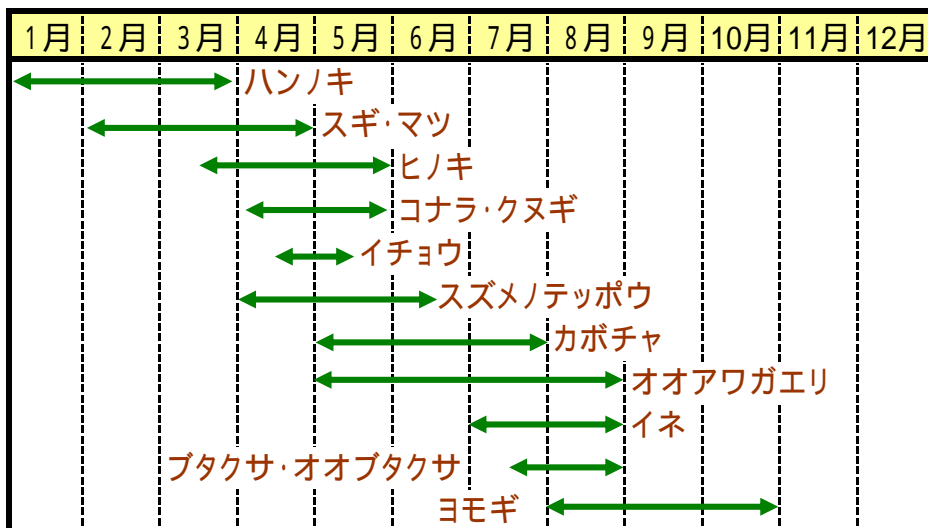 1月 2月 3月 4月 5月 6月 7月 8月 9月 10月 11月 12月
ハンノキ
スギ・マツ
ヒノキ
コナラ・クヌギ
イチョウ
スズメノテッポウ
カボチャ
オオアワガエリ
イネ
ブタクサ・オオブタクサ
ヨモギ